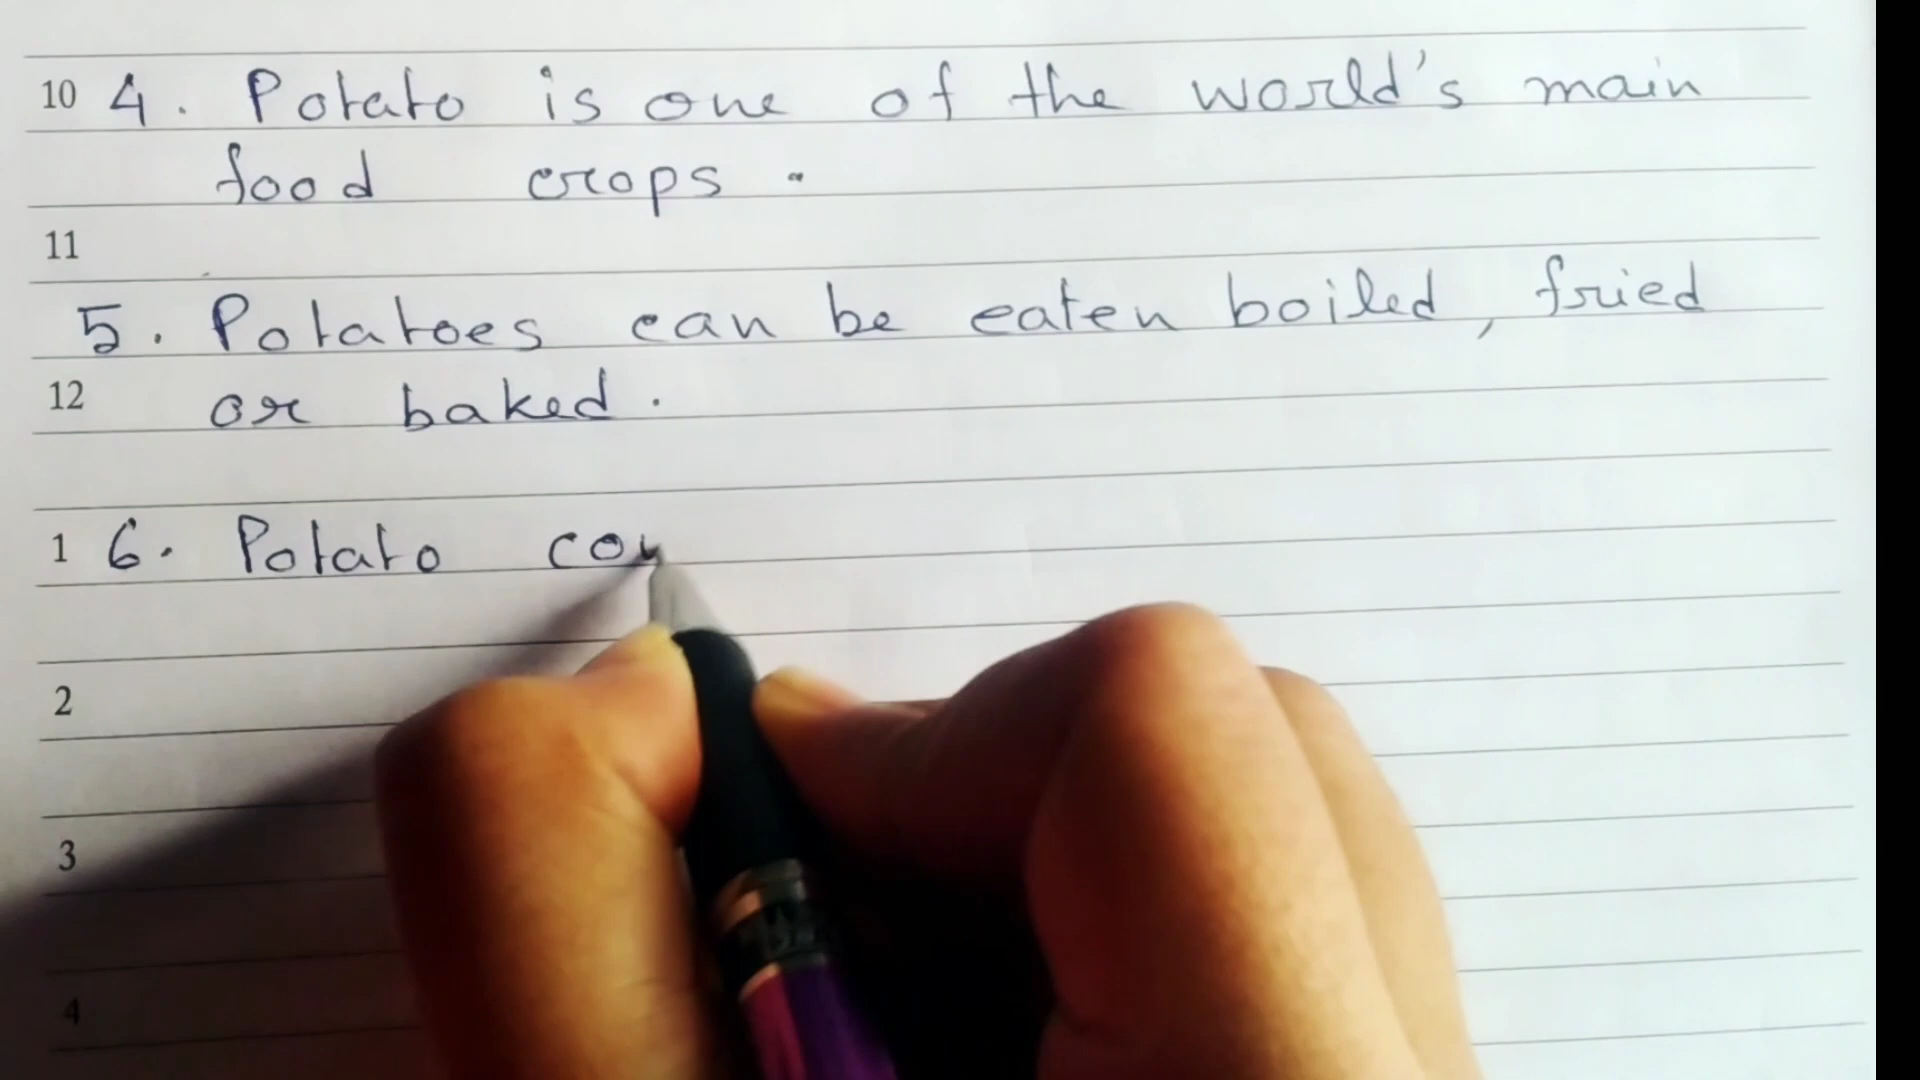 10 4. Potato is one of the world's main
food crops.
11
5. Potatoes can be eaten boiled, fried
12 or baked.
1 6. Potato
2
3
4